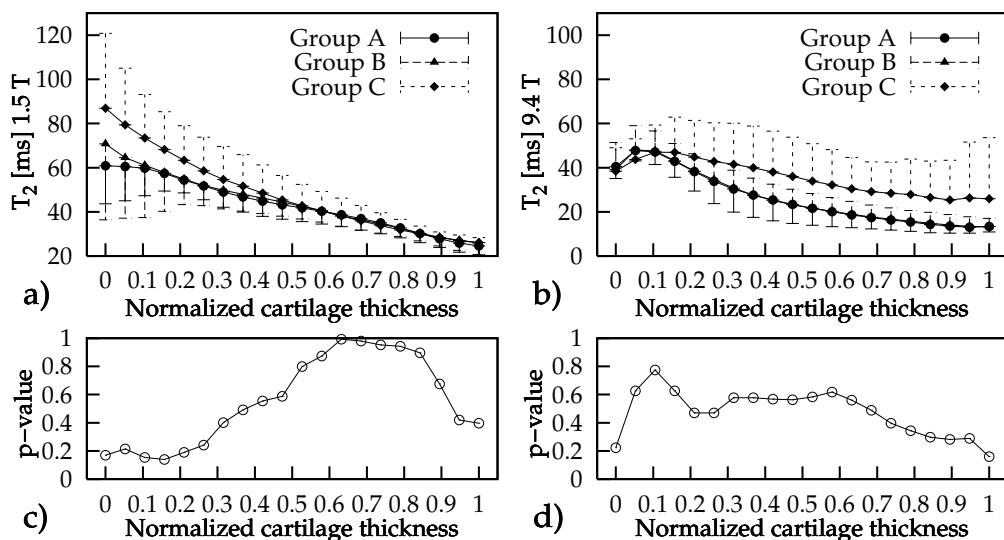 120
100
80
60
40
20
T2 [ms] 1.5 T
Group A
Group B
Group C
0 0.1 0.2 0.3 0.4 0.5 0.6 0.7 0.8 0.9 1
a) Normalized cartilage thickness
100
80
60
40
20
0
T2 [ms] 9.4 T
Group A
Group B
Group C
0 0.1 0.2 0.3 0.4 0.5 0.6 0.7 0.8 0.9 1
b) Normalized cartilage thickness
1
0.8
0.6
0.4
0.2
0
p-value
0 0.1 0.2 0.3 0.4 0.5 0.6 0.7 0.8 0.9 1
c) Normalized cartilage thickness
1
0.8
0.6
0.4
0.2
0
p-value
0 0.1 0.2 0.3 0.4 0.5 0.6 0.7 0.8 0.9 1
d) Normalized cartilage thickness